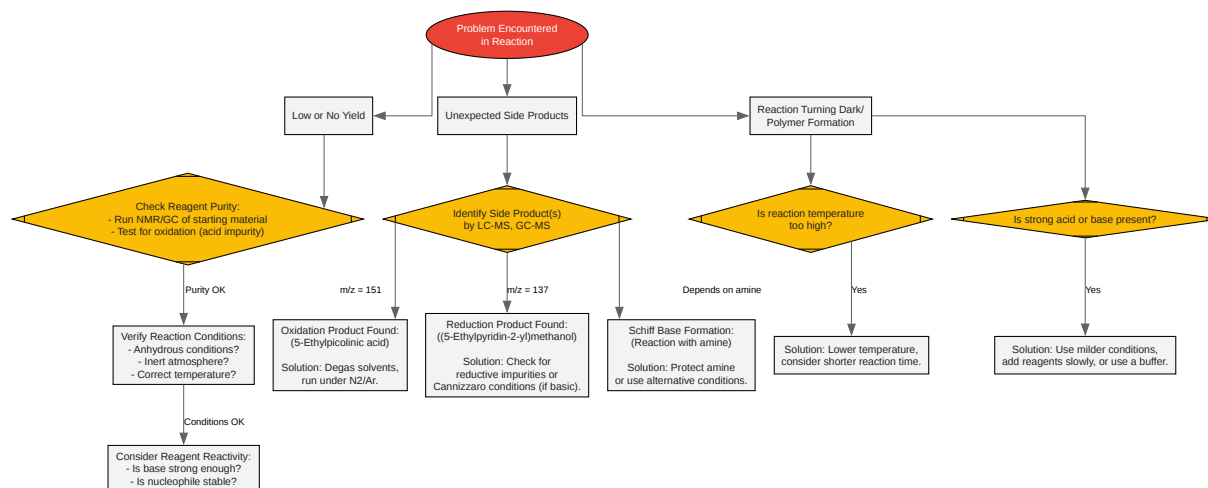 Problem Encountered
in Reaction
Low or No Yield
Unexpected Side Products
Reaction Turning Dark/
Polymer Formation
Check Reagent Purity:
- Run NMR/GC of starting material
- Test for oxidation (acid impurity)
Identify Side Product(s)
by LC-MS, GC-MS
Is reaction temperature
too high?
Is strong acid or base present?
Purity OK
m/z = 151
m/z = 137
Depends on amine
Yes
Yes
Verify Reaction Conditions:
- Anhydrous conditions?
- Inert atmosphere?
- Correct temperature?
Oxidation Product Found:
(5-Ethylpicolinic acid)
Solution: Degas solvents,
run under N2/Ar.
Reduction Product Found:
((5-Ethylpyridin-2-yl)methanol)
Solution: Check for
reductive impurities or
Cannizzaro conditions (if basic).
Schiff Base Formation:
(Reaction with amine)
Solution: Protect amine
or use alternative conditions.
Solution: Lower temperature,
consider shorter reaction time.
Solution: Use milder conditions,
add reagents slowly, or use a buffer.
Conditions OK
Consider Reagent Reactivity:
- Is base strong enough?
- Is nucleophile stable?